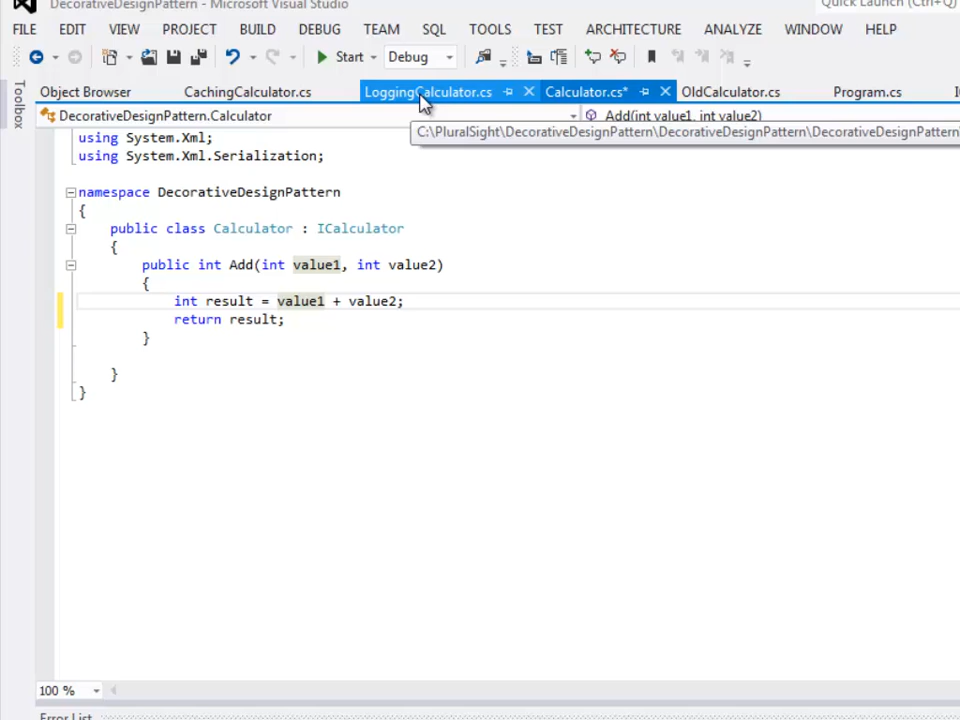 DecorativeDesignPattern - Microsoft Visual Studio
Quick Launch (Ctrl+Q)
FILE EDIT VIEW PROJECT BUILD DEBUG TEAM SQL TOOLS TEST ARCHITECTURE ANALYZE WINDOW HELP
Start Debug
Toolbox
Object Browser CachingCalculator.cs LoggingCalculator.cs Calculator.cs* OldCalculator.cs Program.cs
DecorativeDesignPattern.Calculator Add(int value1, int value2)
C:\PluralSight\DecorativeDesignPattern\DecorativeDesignPattern\DecorativeDesignPattern\
using System.Xml;
using System.Xml.Serialization;
namespace DecorativeDesignPattern
{
public class Calculator : ICalculator
{
public int Add(int value1, int value2)
{
int result = value1 + value2;
return result;
}
}
}
100 %
Error List